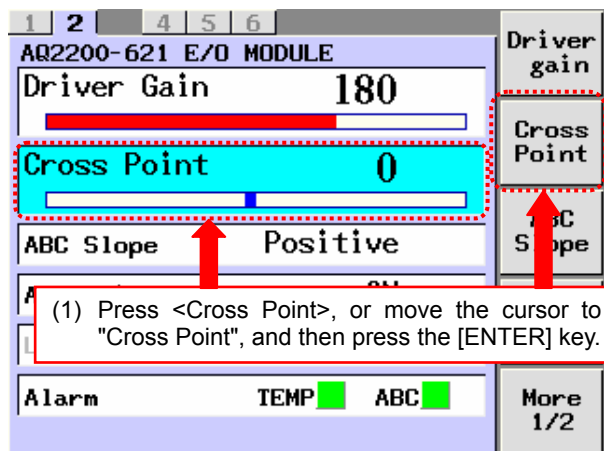 1 2 4 5 6
AQ2200-621 E/O MODULE
Driver Gain 180
Cross Point 0
ABC Slope Positive
Alarm TEMP ABC
Driver
gain
Cross
Point
Slope
More
1/2
(1) Press <Cross Point>, or move the cursor to
"Cross Point", and then press the [ENTER] key.